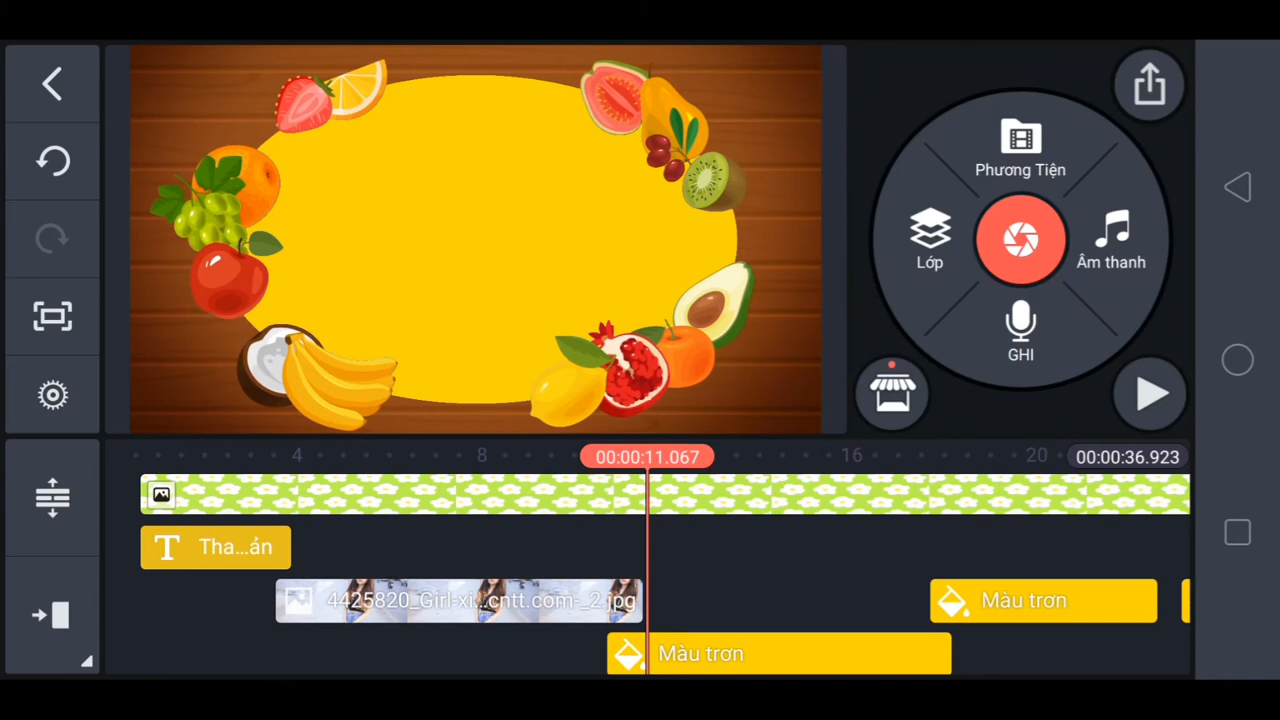 Phương Tiện
Lớp
Âm thanh
GHI
4
8
00:00:11.067
16
20
00:00:36.923
T Tha...ản
4425820_Girl-xi...cntt.com-_2.jpg
Màu trơn
Màu trơn